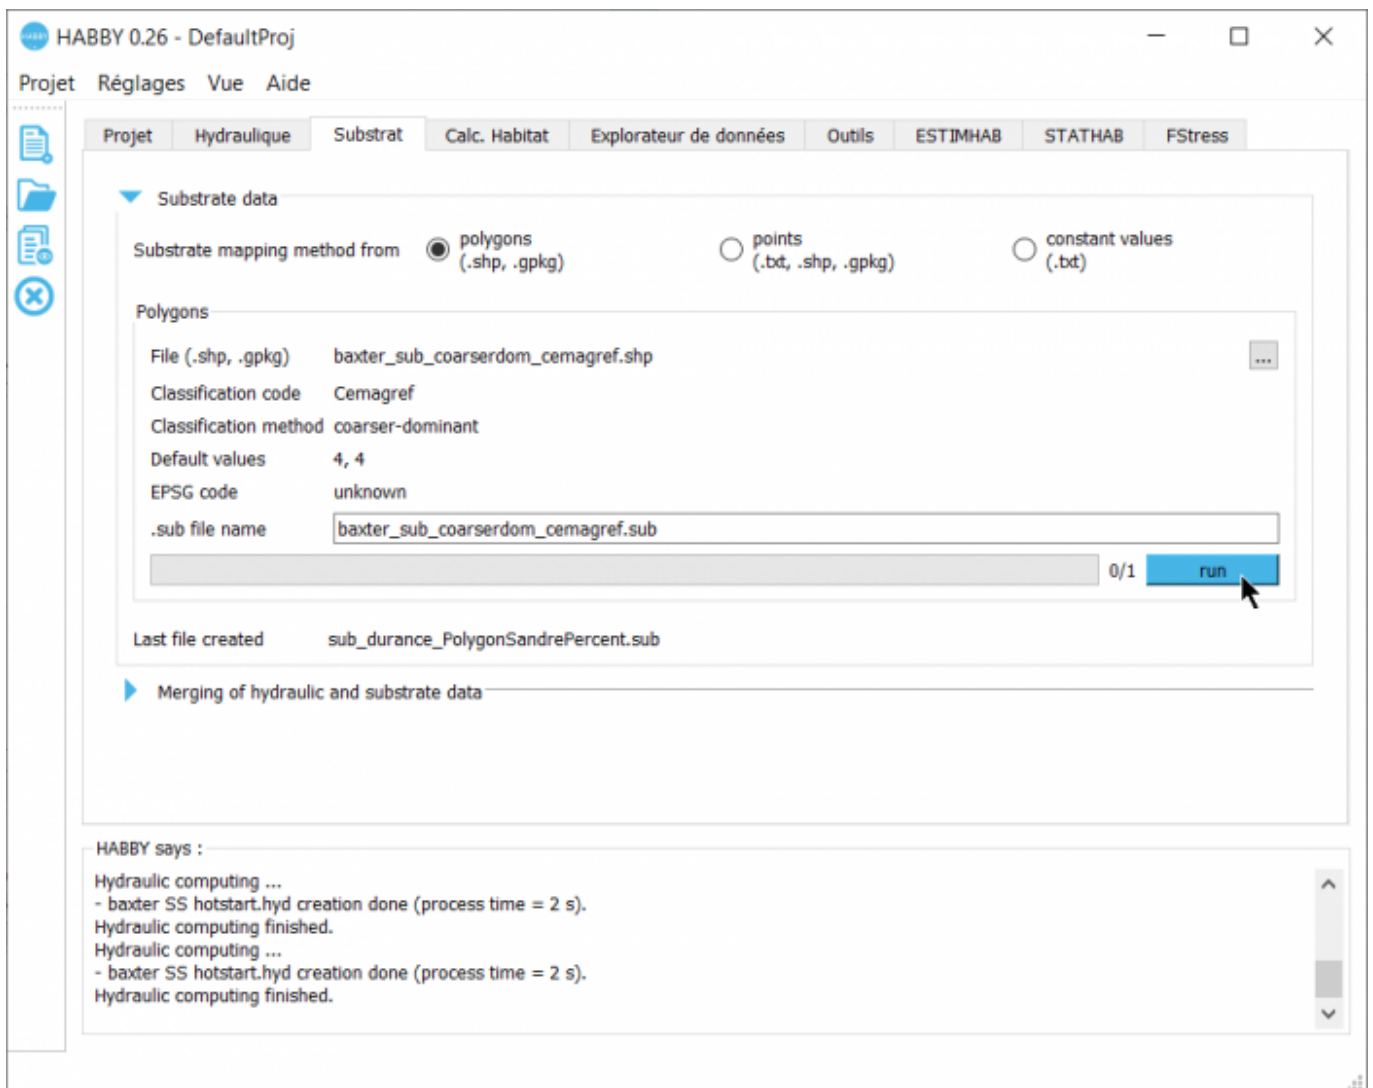 HABBY 0.26 - DefaultProj
Projet Réglages Vue Aide
Projet Hydraulique Substrat Calc. Habitat Explorateur de données Outils ESTIMHAB STATHAB FStress
Substrate data
Substrate mapping method from polygons (.shp, .gpkg) points (.txt, .shp, .gpkg) constant values (.txt)
Polygons
File (.shp, .gpkg) baxter_sub_coarserdom_cemagref.shp ...
Classification code Cemagref
Classification method coarser-dominant
Default values 4, 4
EPSG code unknown
.sub file name baxter_sub_coarserdom_cemagref.sub
0/1 run
Last file created sub_durance_PolygonSandrePercent.sub
Merging of hydraulic and substrate data
HABBY says :
Hydraulic computing ...
- baxter SS hotstart.hyd creation done (process time = 2 s).
Hydraulic computing finished.
Hydraulic computing ...
- baxter SS hotstart.hyd creation done (process time = 2 s).
Hydraulic computing finished.